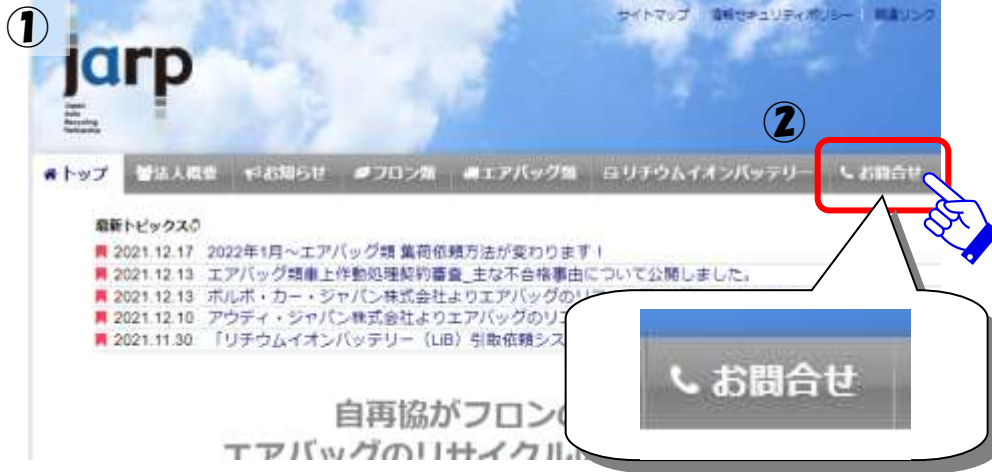 ①
サイトマップ 情報セキュリティポリシー 関連リンク
jarp
Japan
Auto
Recycling
Partnership
②
トップ 法人概要 お知らせ フロン類 エアバッグ類 リチウムイオンバッテリー お問合せ
最新トピックス
2021.12.17 2022年1月～エアバッグ類 集荷依頼方法が変わります！
2021.12.13 エアバッグ類車上作動処理契約審査_主な不合格事由について公開しました。
2021.12.13 ボルボ・カー・ジャパン株式会社よりエアバッグのリ
2021.12.10 アウディ・ジャパン株式会社よりエアバッグのリコ
2021.11.30 「リチウムイオンバッテリー（LiB）引取依頼シス
お問合せ
自再協がフロンの
エアバッグのリサイクル